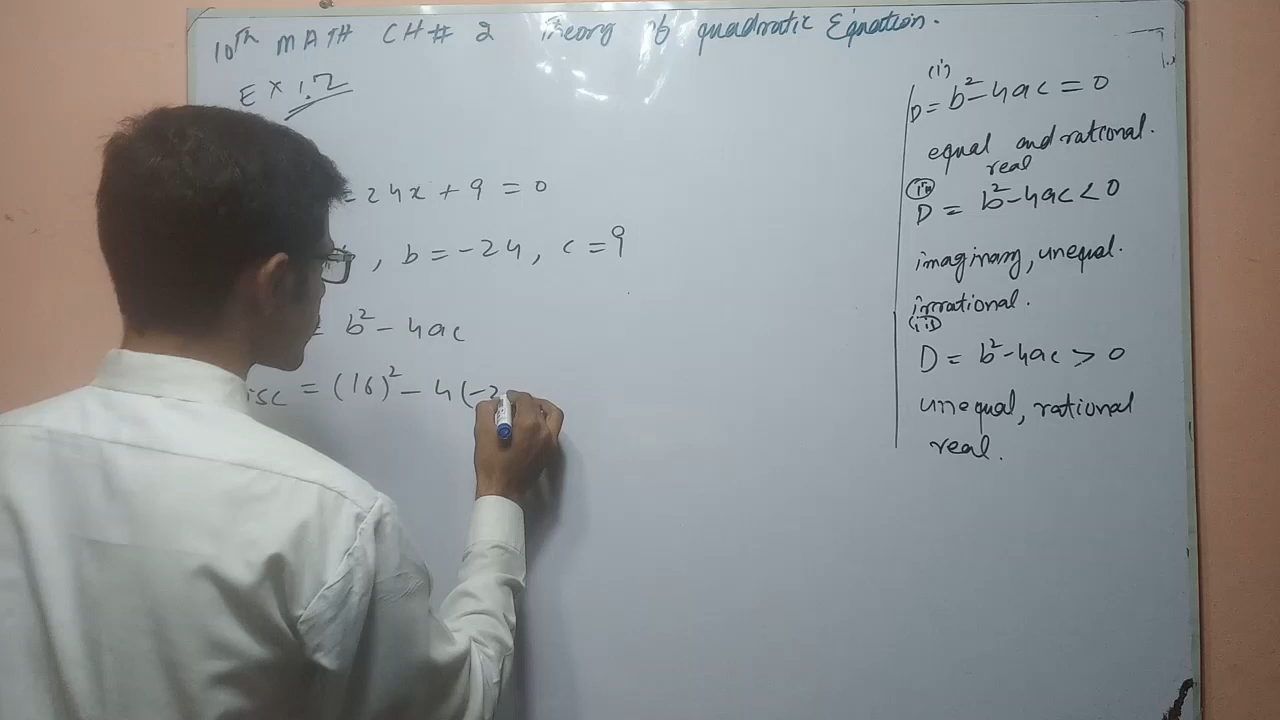 10TH MATH CH# 2 Theory of quadratic Equation.
Ex 1.2
= 24x + 9 = 0
, b = -24, c = 9
= b² - 4ac
isc = (16)² - 4(-2
(i)
D = b² - 4ac = 0
equal and rational.
real
D = b² - 4ac < 0
imaginary, unequal.
irrational.
(iii)
D = b² - 4ac > 0
unequal, rational
real.